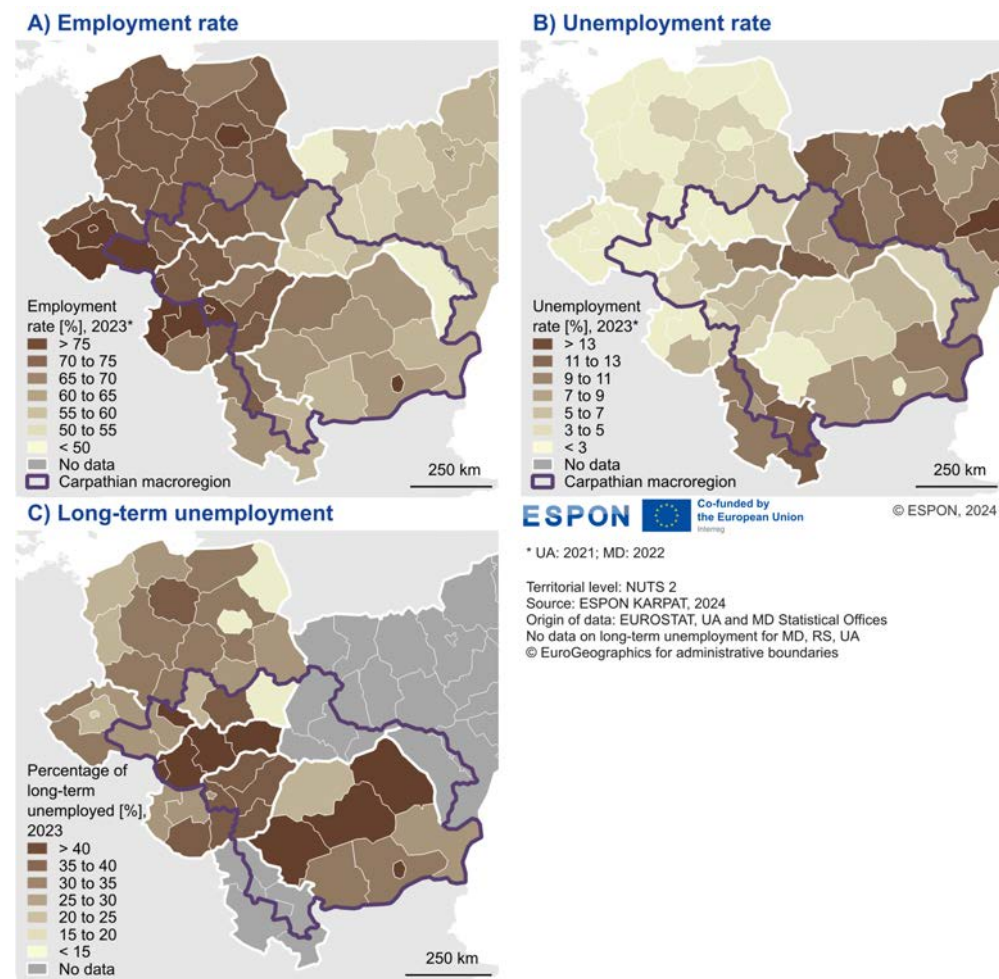 A) Employment rate
Employment
rate [%], 2023*
> 75
70 to 75
65 to 70
60 to 65
55 to 60
50 to 55
< 50
No data
Carpathian macroregion
250 km
B) Unemployment rate
Unemployment
rate [%], 2023*
> 13
11 to 13
9 to 11
7 to 9
5 to 7
3 to 5
< 3
No data
Carpathian macroregion
250 km
C) Long-term unemployment
Percentage of
long-term
unemployed [%],
2023
> 40
35 to 40
30 to 35
25 to 30
20 to 25
15 to 20
< 15
No data
250 km
ESPON
Co-funded by
the European Union
Interreg
© ESPON, 2024
* UA: 2021; MD: 2022
Territorial level: NUTS 2
Source: ESPON KARPAT, 2024
Origin of data: EUROSTAT, UA and MD Statistical Offices
No data on long-term unemployment for MD, RS, UA
© EuroGeographics for administrative boundaries